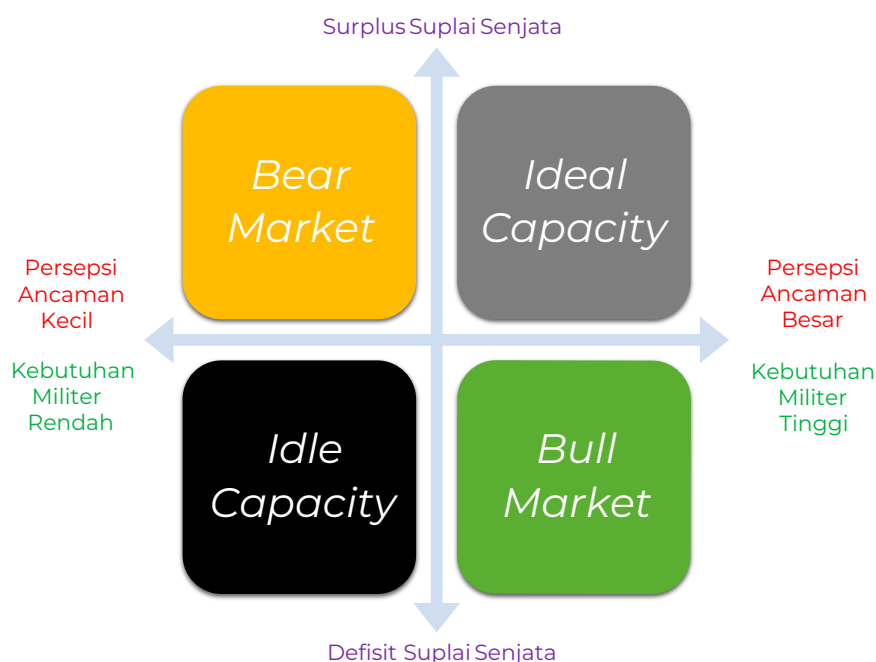 Surplus Suplai Senjata
Bear
Market
Ideal
Capacity
Persepsi
Ancaman
Kecil
Kebutuhan
Militer
Rendah
Persepsi
Ancaman
Besar
Kebutuhan
Militer
Tinggi
Idle
Capacity
Bull
Market
Defisit Suplai Senjata